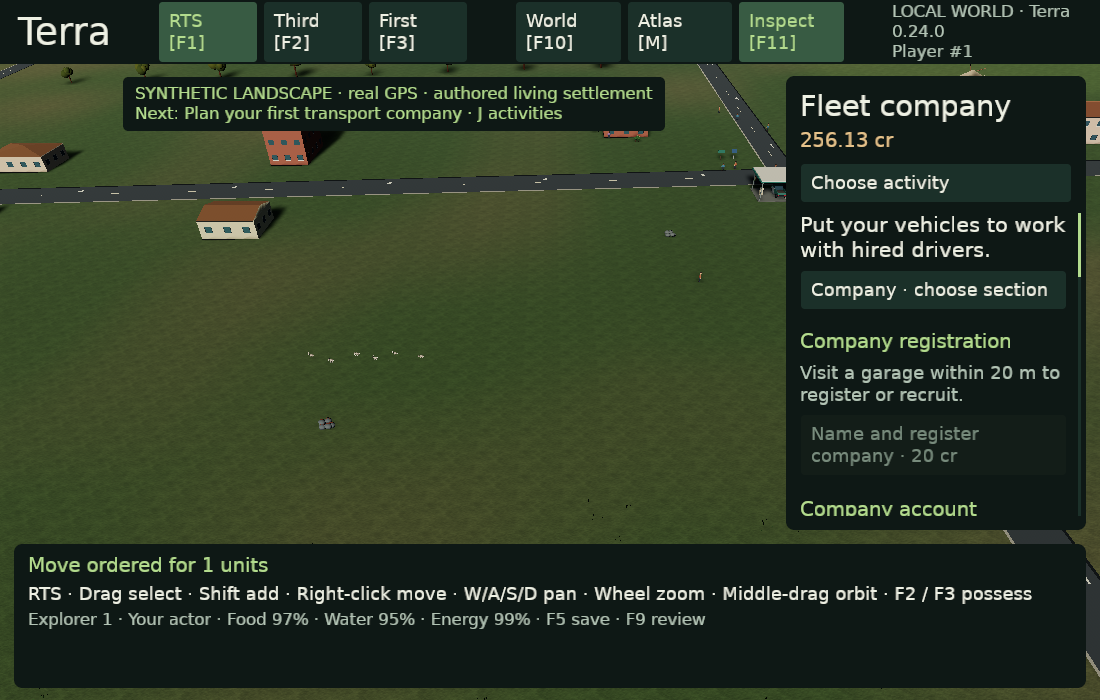 Terra
RTS
[F1]
Third
[F2]
First
[F3]
World
[F10]
Atlas
[M]
Inspect
[F11]
LOCAL WORLD · Terra
0.24.0
Player #1
SYNTHETIC LANDSCAPE · real GPS · authored living settlement
Next: Plan your first transport company · J activities
Fleet company
256.13 cr
Choose activity
Put your vehicles to work
with hired drivers.
Company · choose section
Company registration
Visit a garage within 20 m to
register or recruit.
Name and register
company · 20 cr
Company account
Move ordered for 1 units
RTS · Drag select · Shift add · Right-click move · W/A/S/D pan · Wheel zoom · Middle-drag orbit · F2 / F3 possess
Explorer 1 · Your actor · Food 97% · Water 95% · Energy 99% · F5 save · F9 review